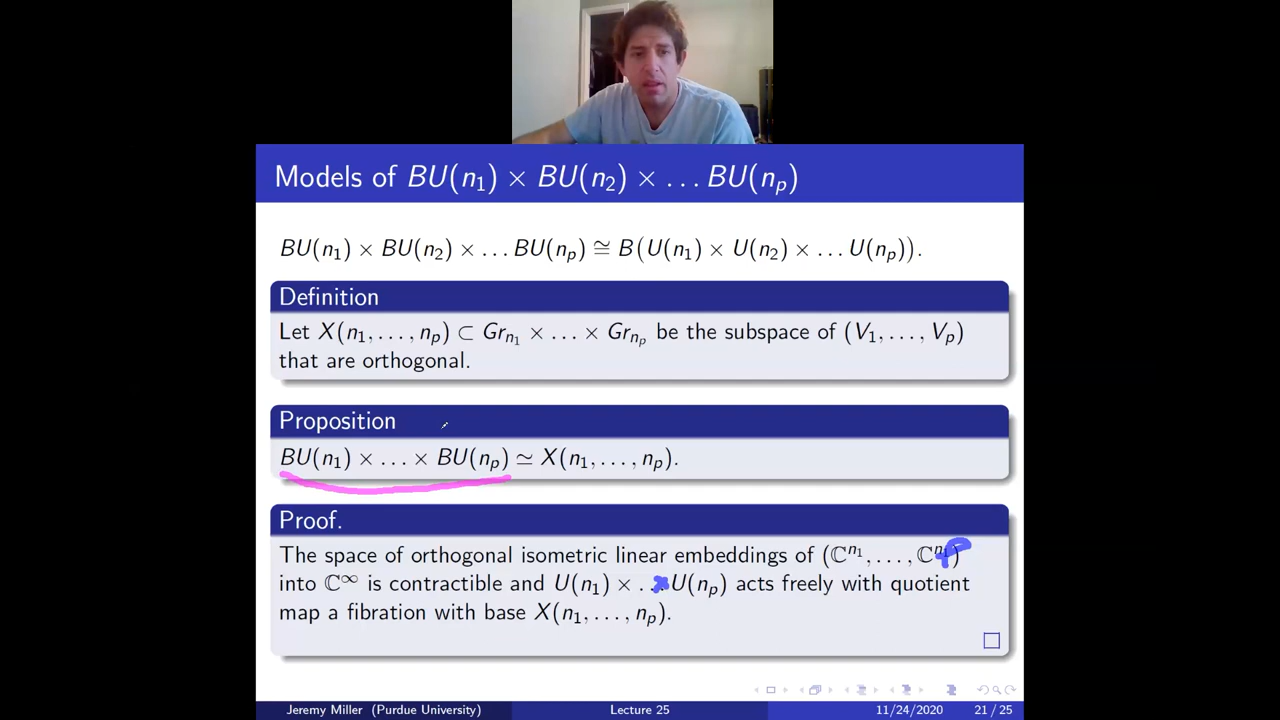 Models of BU(n₁) × BU(n₂) × … BU(nₚ)
BU(n₁) × BU(n₂) × … BU(nₚ) ≅ B(U(n₁) × U(n₂) × … U(nₚ)).
Definition
Let X(n₁, …, nₚ) ⊂ Grₙ₁ × … × Grₙₚ be the subspace of (V₁, …, Vₚ)
that are orthogonal.
Proposition
BU(n₁) × … × BU(nₚ) ≃ X(n₁, …, nₚ).
Proof.
The space of orthogonal isometric linear embeddings of (ℂ^{n₁}, …, ℂ^{nₚ})
into ℂ^∞ is contractible and U(n₁) × … × U(nₚ) acts freely with quotient
map a fibration with base X(n₁, …, nₚ).
Jeremy Miller (Purdue University) Lecture 25 11/24/2020 21 / 25